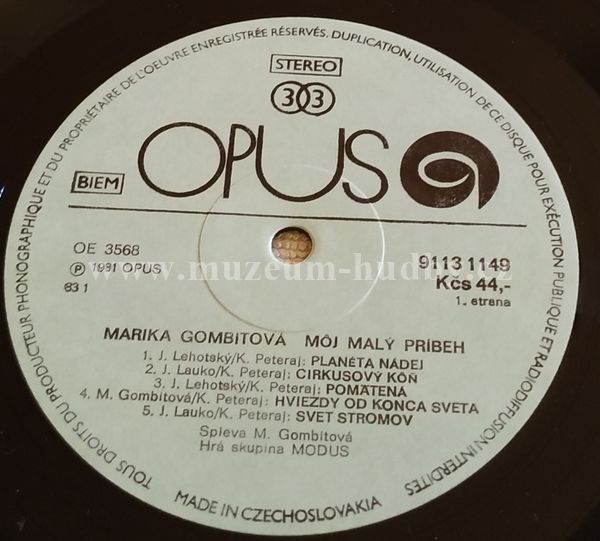 TOUS DROITS DU PRODUCTEUR PHONOGRAPHIQUE ET DU PROPRIÉTAIRE DE L'OEUVRE ENREGISTRÉE RÉSERVÉS. DUPLICATION, UTILISATION DE CE DISQUE POUR EXÉCUTION PUBLIQUE ET RADIODIFFUSION INTERDITES
STEREO
33
OPUS
BIEM
OE 3568
℗ 1981 OPUS
83 1
9113 1149
Kčs 44,-
1. strana
www.muzeum-hudby.cz
MARIKA GOMBITOVÁ MÔJ MALÝ PRÍBEH
1. J. Lehotský/K. Peteraj: PLANÉTA NÁDEJ
2. J. Lauko/K. Peteraj: CIRKUSOVÝ KÔŇ
3. J. Lehotský/K. Peteraj: POMÄTENÁ
4. M. Gombitová/K. Peteraj: HVIEZDY OD KONCA SVETA
5. J. Lauko/K. Peteraj: SVET STROMOV
Spieva M. Gombitová
Hrá skupina MODUS
MADE IN CZECHOSLOVAKIA